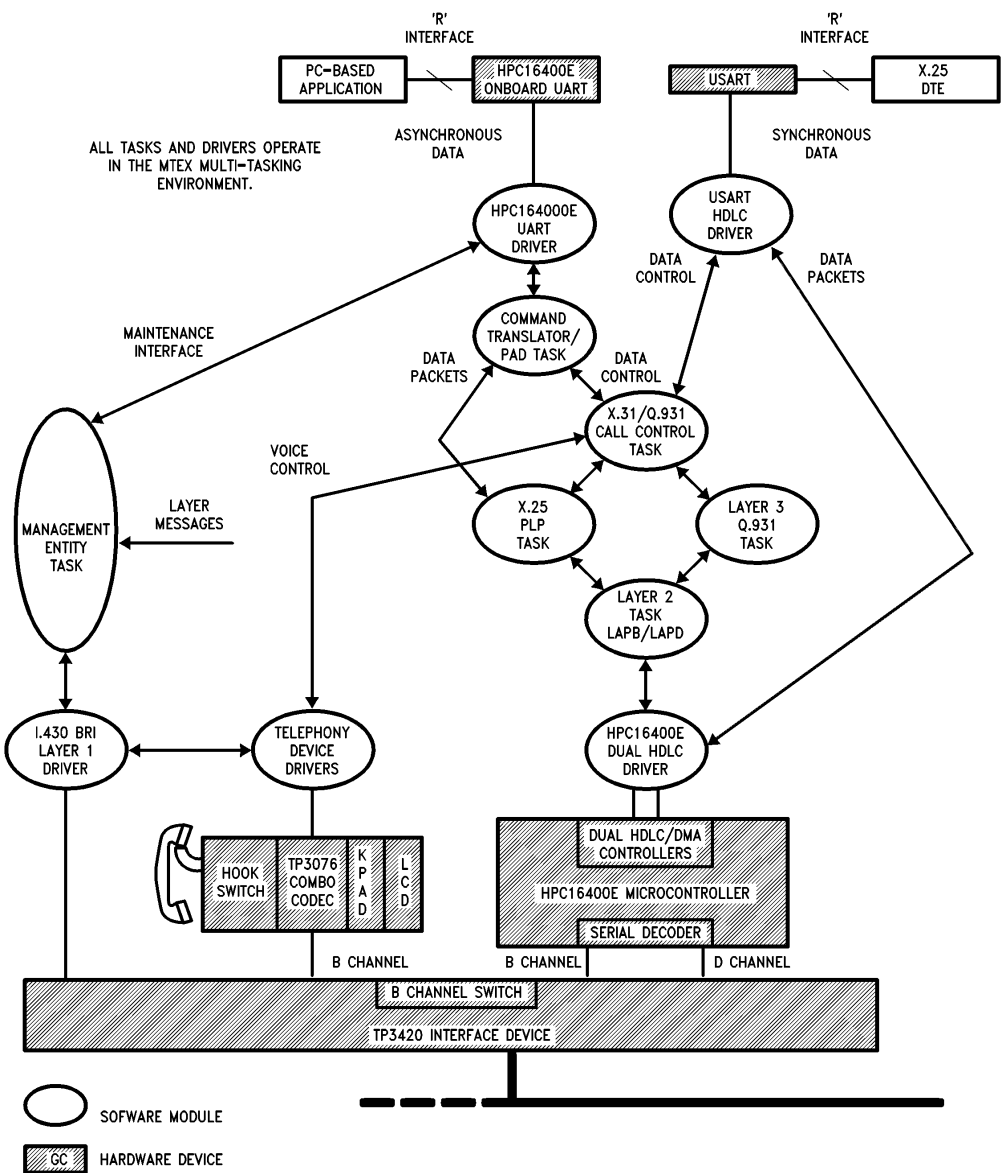 'R'
INTERFACE
'R'
INTERFACE
PC-BASED
APPLICATION
HPC16400E
ONBOARD UART
USART
X.25
DTE
ASYNCHRONOUS
DATA
SYNCHRONOUS
DATA
ALL TASKS AND DRIVERS OPERATE
IN THE MTEX MULTI-TASKING
ENVIRONMENT.
HPC164000E
UART
DRIVER
USART
HDLC
DRIVER
DATA
CONTROL
DATA
PACKETS
MAINTENANCE
INTERFACE
COMMAND
TRANSLATOR/
PAD TASK
DATA
PACKETS
DATA
CONTROL
X.31/Q.931
CALL CONTROL
TASK
VOICE
CONTROL
LAYER
MESSAGES
MANAGEMENT
ENTITY
TASK
X.25
PLP
TASK
LAYER 3
Q.931
TASK
LAYER 2
TASK
LAPB/LAPD
I.430 BRI
LAYER 1
DRIVER
TELEPHONY
DEVICE
DRIVERS
HPC16400E
DUAL HDLC
DRIVER
HOOK
SWITCH
TP3076
COMBO
CODEC
K
P
A
D
L
C
D
DUAL HDLC/DMA
CONTROLLERS
HPC16400E MICROCONTROLLER
SERIAL DECODER
B CHANNEL
B CHANNEL
D CHANNEL
B CHANNEL SWITCH
TP3420 INTERFACE DEVICE
SOFWARE MODULE
GC
HARDWARE DEVICE